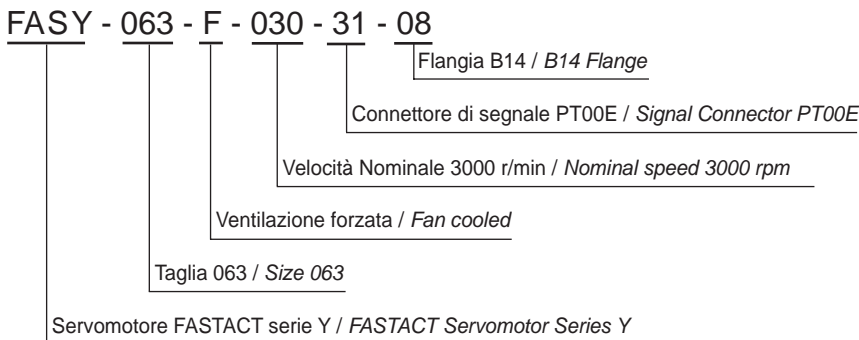 FASY - 063 - F - 030 - 31 - 08
Flangia B14 / B14 Flange
Connettore di segnale PT00E / Signal Connector PT00E
Velocità Nominale 3000 r/min / Nominal speed 3000 rpm
Ventilazione forzata / Fan cooled
Taglia 063 / Size 063
Servomotore FASTACT serie Y / FASTACT Servomotor Series Y